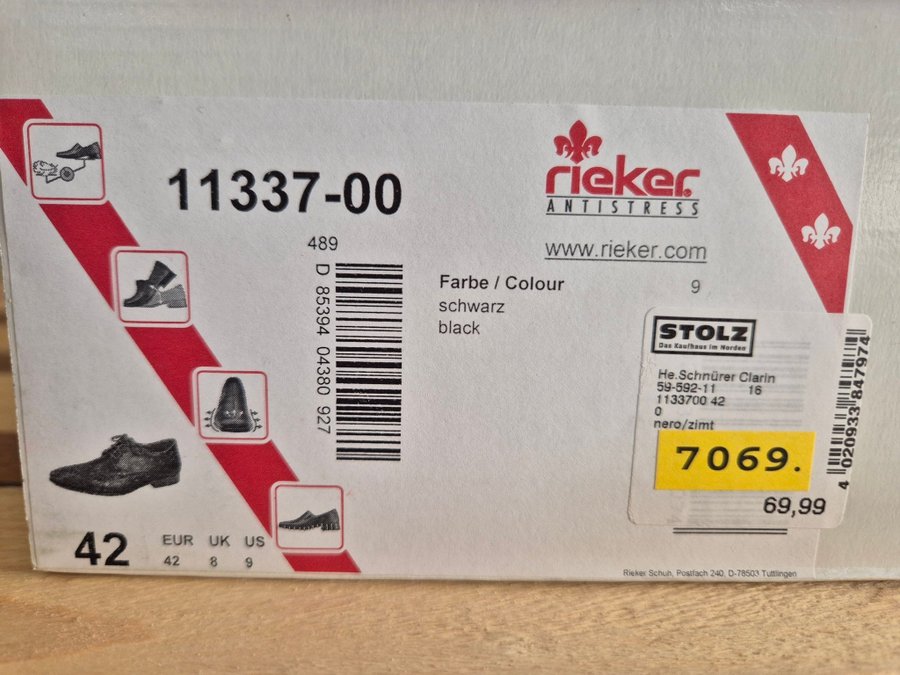 11337-00
489
D 85394 04380 927
rieker
ANTISTRESS
www.rieker.com
Farbe / Colour
schwarz
black
9
STOLZ
Das Kaufhaus im Norden
He.Schnürer Clarin
59-592-11 16
1133700 42
0
nero/zimt
7069.
69,99
4 020933 847974
42
EUR UK US
42 8 9
Rieker Schuh, Postfach 240, D-78503 Tuttlingen